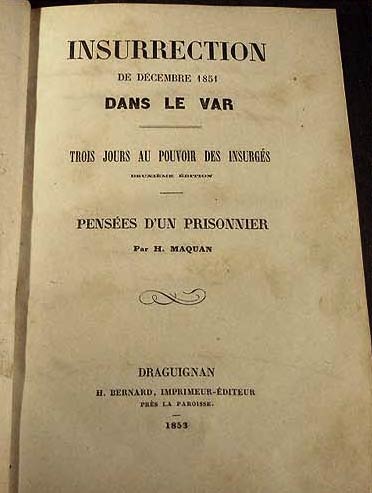 INSURRECTION
DE DÉCEMBRE 1851
DANS LE VAR
TROIS JOURS AU POUVOIR DES INSURGÉS
DEUXIÈME ÉDITION
PENSÉES D'UN PRISONNIER
Par H. MAQUAN
DRAGUIGNAN
H. BERNARD, IMPRIMEUR-ÉDITEUR
PRÈS LA PAROISSE.
1853